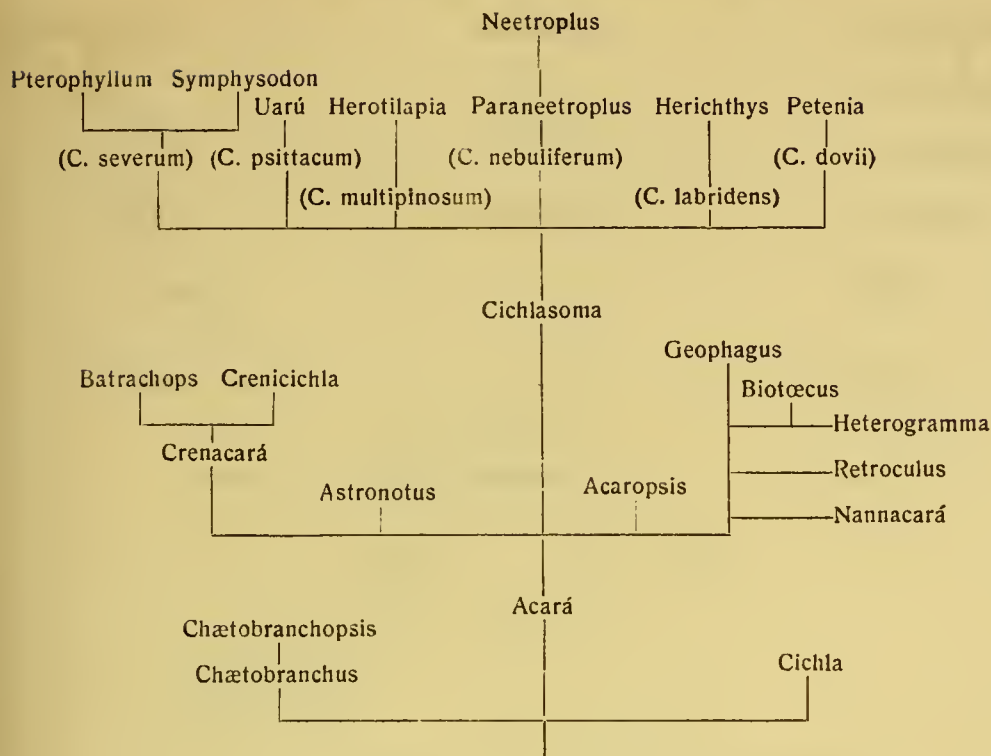 Neetroplus
Pterophyllum Symphysodon
Uarú Herotilapia Paraneetroplus Herichthys Petenia
(C. severum) (C. psittacum) (C. nebuliferum) (C. dovii)
(C. multipinosum) (C. labridens)
Cichlasoma
Geophagus
Batrachops Crenicichla
Biotœcus
Heterogramma
Crenacará
Retroculus
Astronotus Acaropsis
Nannacará
Acará
Chætobranchopsis
Cichla
Chætobranchus